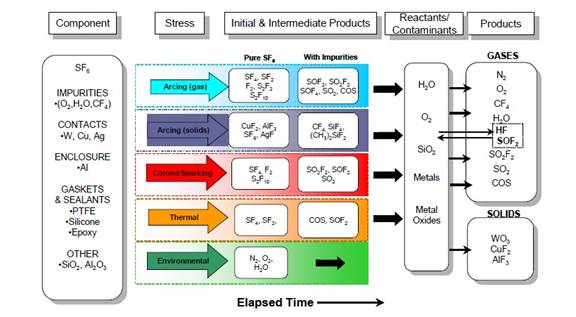 Component
Stress
Initial & Intermediate Products
Reactants/
Contaminants
Products
SF6
IMPURITIES
•(O2,H2O,CF4)
CONTACTS
•W, Cu, Ag
ENCLOSURE
•Al
GASKETS
& SEALANTS
•PTFE
•Silicone
•Epoxy
OTHER
•SiO2, Al2O3
Pure SF6
With Impurities
Arcing (gas)
SF4, SF2
F2, S2F2
S2F10
SOF2, SO2F2
SOF4, SO2, COS
Arcing (solids)
CuF2, AlF3
SF4, AgF
CF4, SiF4,
(CH3)2SiF2
Corona/Sparking
SF4, F2
S2F10
SO2F2, SOF2
SO2
Thermal
SF4, SF2,
COS, SOF2
Environmental
N2, O2,
H2O
H2O
O2
SiO2
Metals
Metal
Oxides
GASES
N2
O2
CF4
H2O
HF
SOF2
SO2F2
SO2
COS
SOLIDS
WO3
CuF2
AlF3
Elapsed Time